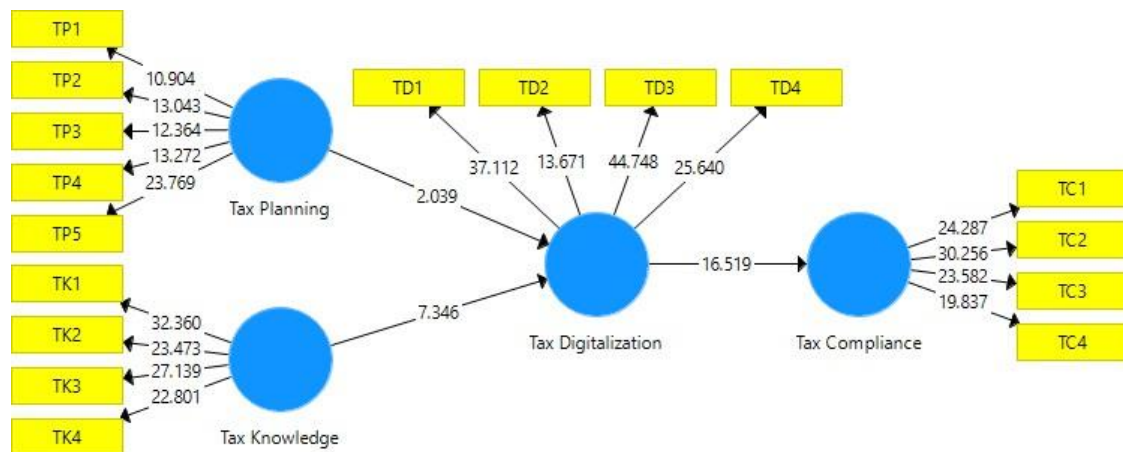 TP1
TP2
TP3
TP4
TP5
10.904
13.043
12.364
13.272
23.769
Tax Planning
TK1
TK2
TK3
TK4
32.360
23.473
27.139
22.801
Tax Knowledge
2.039
7.346
TD1
TD2
TD3
TD4
37.112
13.671
44.748
25.640
Tax Digitalization
16.519
Tax Compliance
24.287
30.256
23.582
19.837
TC1
TC2
TC3
TC4